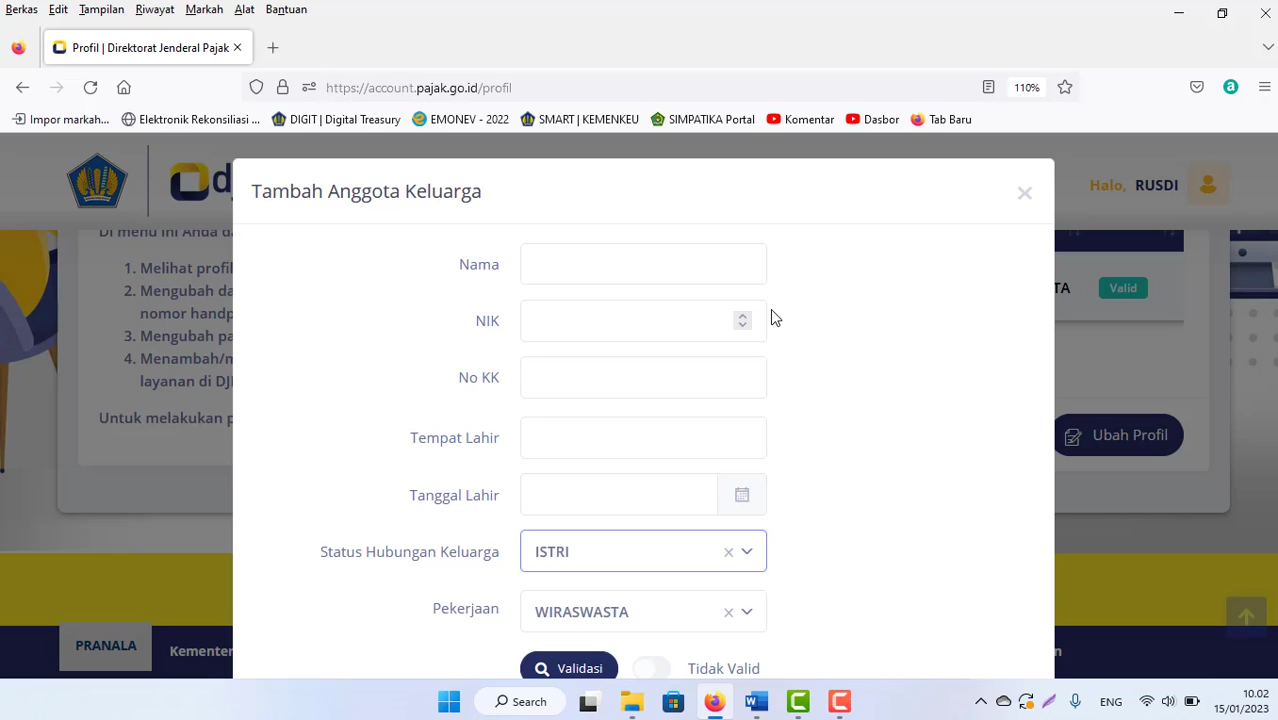 Berkas Edit Tampilan Riwayat Markah Alat Bantuan
Profil | Direktorat Jenderal Pajak
https://account.pajak.go.id/profil 110%
Impor markah... Elektronik Rekonsiliasi ... DIGIT | Digital Treasury EMONEV - 2022 SMART | KEMENKEU SIMPATIKA Portal Komentar Dasbor Tab Baru
Halo, RUSDI
Tambah Anggota Keluarga
Di menu ini Anda da
1. Melihat profil
2. Mengubah da
nomor handp
3. Mengubah pa
4. Menambah/m
layanan di DJ
Untuk melakukan p
TA Valid
Ubah Profil
Nama
NIK
No KK
Tempat Lahir
Tanggal Lahir
Status Hubungan Keluarga ISTRI
Pekerjaan WIRASWASTA
Validasi Tidak Valid
PRANALA Kementer
Search
ENG
10.02
15/01/2023